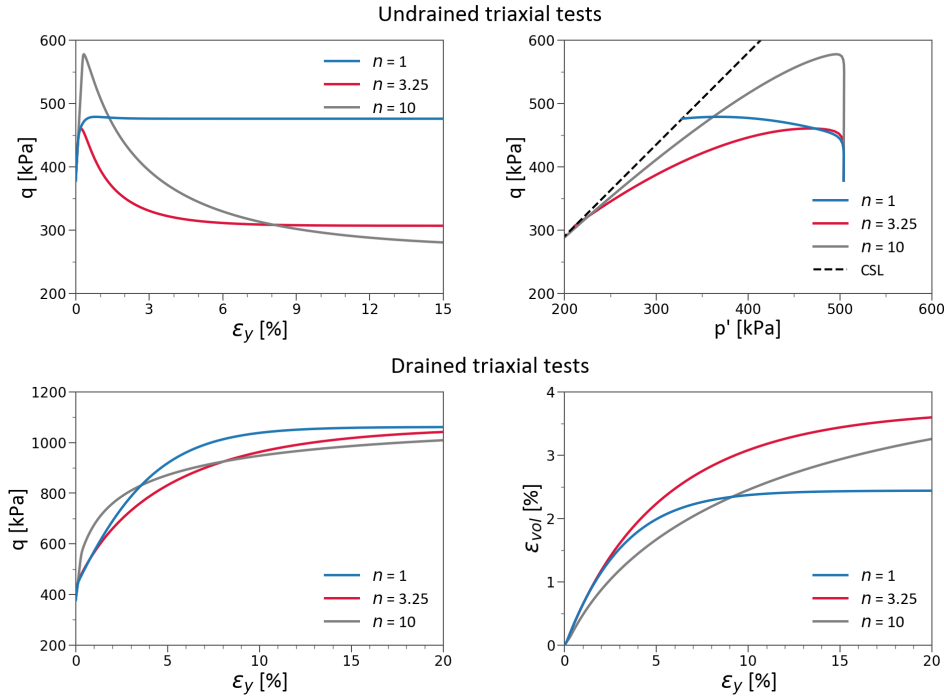 Undrained triaxial tests
600
500
400
300
200
q [kPa]
n = 1
n = 3.25
n = 10
0
3
6
9
12
15
εy [%]
600
500
400
300
200
q [kPa]
n = 1
n = 3.25
n = 10
CSL
200
300
400
500
600
p' [kPa]
Drained triaxial tests
1200
1000
800
600
400
200
q [kPa]
n = 1
n = 3.25
n = 10
0
5
10
15
20
εy [%]
4
3
2
1
0
εvol [%]
n = 1
n = 3.25
n = 10
0
5
10
15
20
εy [%]